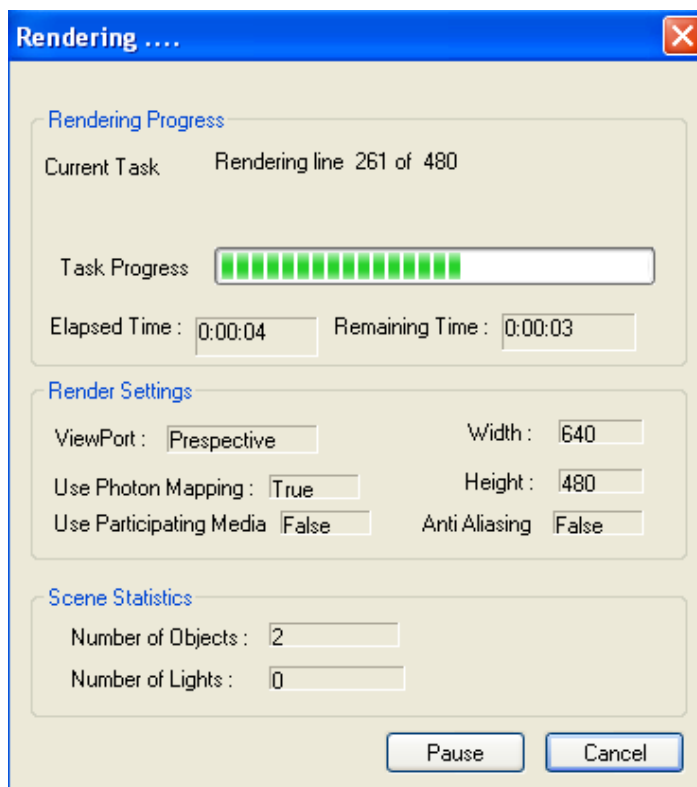 Rendering ....
Rendering Progress
Current Task Rendering line 261 of 480
Task Progress
Elapsed Time : 0:00:04 Remaining Time : 0:00:03
Render Settings
ViewPort : Prespective Width : 640
Use Photon Mapping : True Height : 480
Use Participating Media False Anti Aliasing False
Scene Statistics
Number of Objects : 2
Number of Lights : 0
Pause Cancel